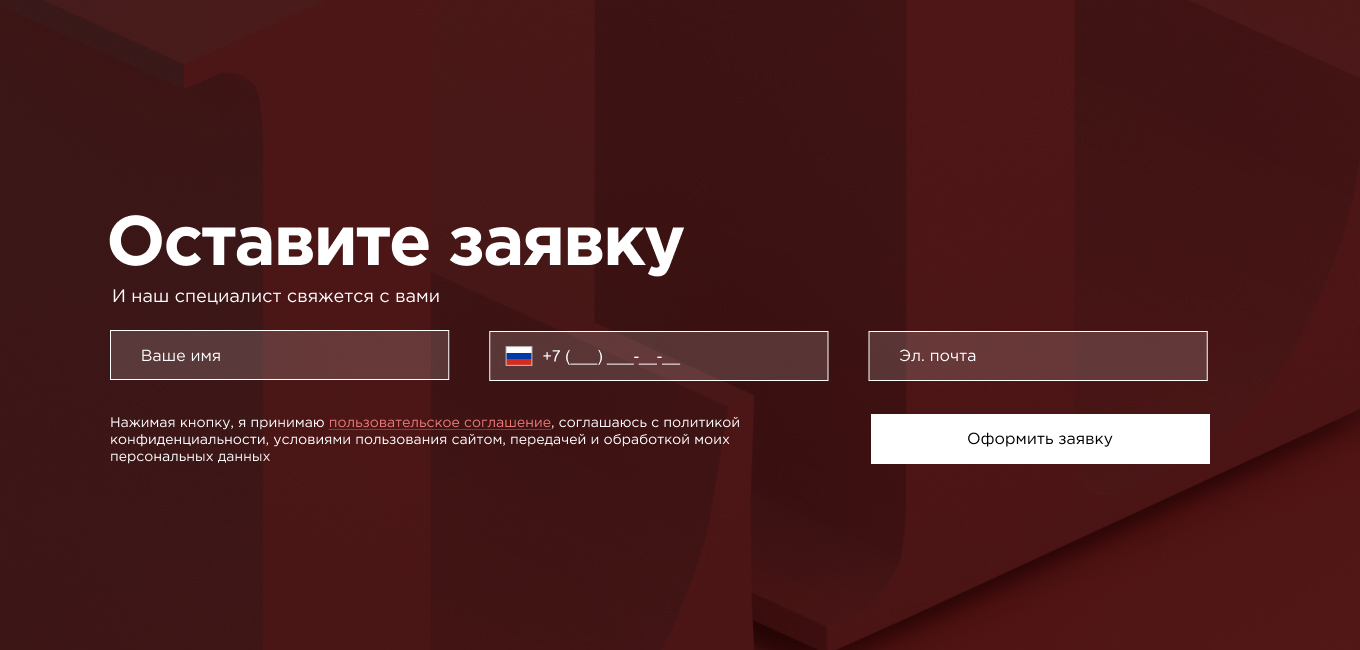 Оставите заявку
И наш специалист свяжется с вами
Ваше имя
+7 (___) ___-__-__
Эл. почта
Нажимая кнопку, я принимаю пользовательское соглашение, соглашаюсь с политикой
конфиденциальности, условиями пользования сайтом, передачей и обработкой моих
персональных данных
Оформить заявку